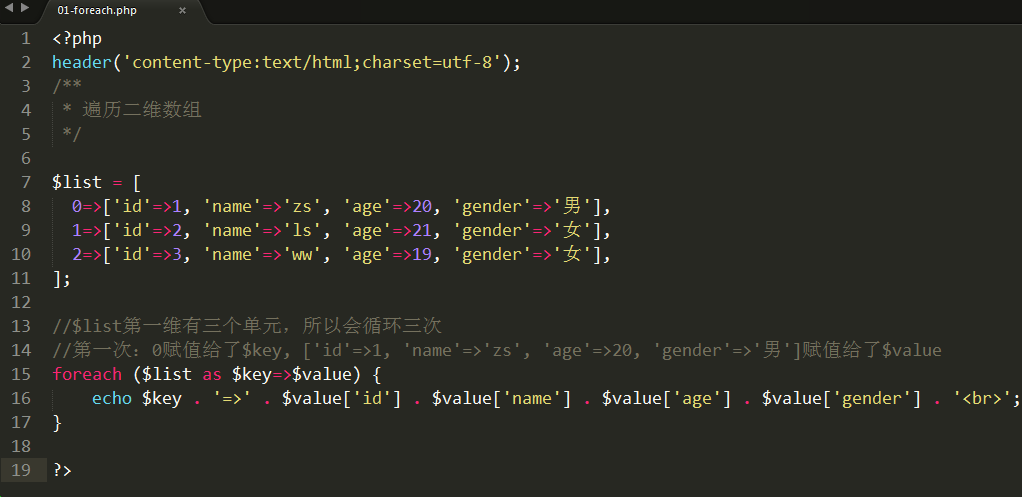 01-foreach.php ×
1 <?php
2 header('content-type:text/html;charset=utf-8');
3 /**
4  * 遍历二维数组
5  */
6
7 $list = [
8   0=>['id'=>1, 'name'=>'zs', 'age'=>20, 'gender'=>'男'],
9   1=>['id'=>2, 'name'=>'ls', 'age'=>21, 'gender'=>'女'],
10   2=>['id'=>3, 'name'=>'ww', 'age'=>19, 'gender'=>'女'],
11 ];
12
13 //$list第一维有三个单元，所以会循环三次
14 //第一次：0赋值给了$key, ['id'=>1, 'name'=>'zs', 'age'=>20, 'gender'=>'男']赋值给了$value
15 foreach ($list as $key=>$value) {
16     echo $key . '=>' . $value['id'] . $value['name'] . $value['age'] . $value['gender'] . '<br>';
17 }
18
19 ?>